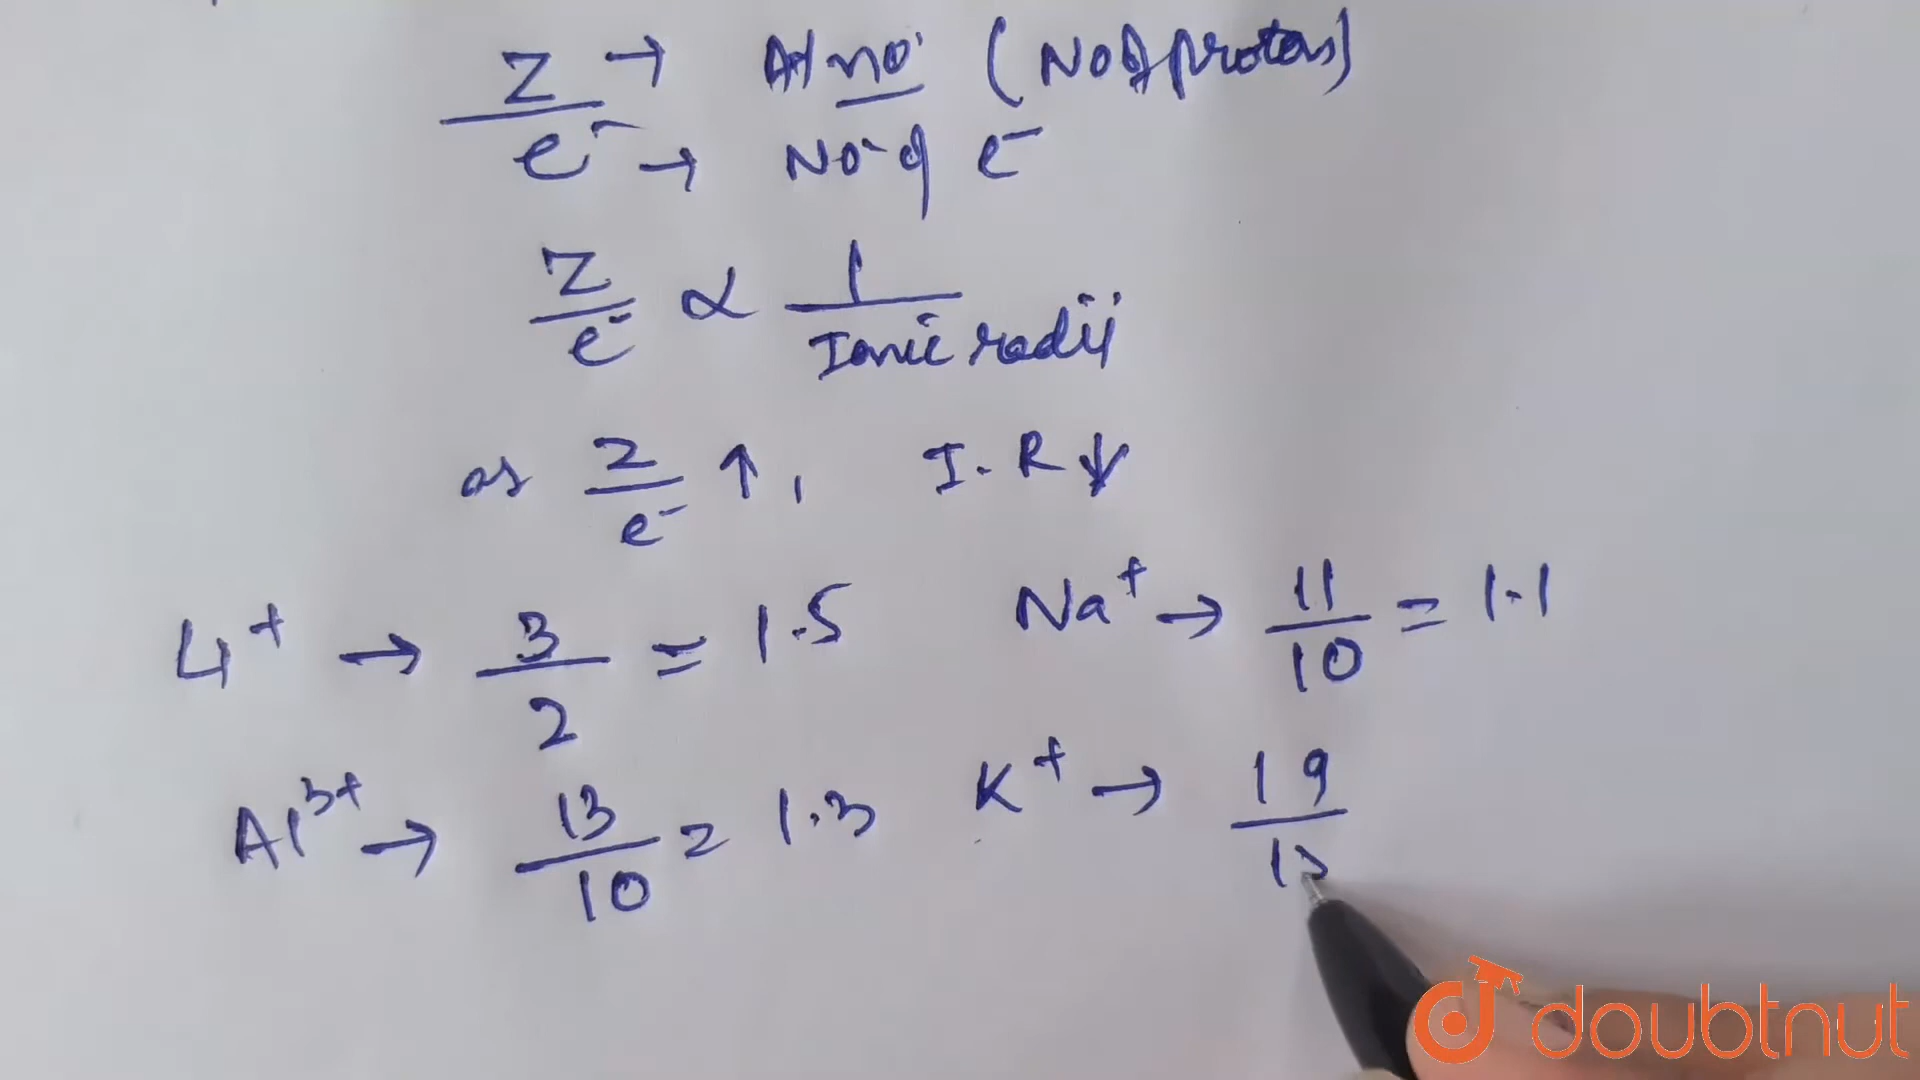 Z → At no. (No of protons)
e⁻ → No. of e⁻
Z/e⁻ ∝ 1/Ionic radii
as Z/e⁻ ↑, I.R ↓
Li⁺ → 3/2 = 1.5
Na⁺ → 11/10 = 1.1
Al³⁺ → 13/10 = 1.3
K⁺ → 19/1
doubtnut